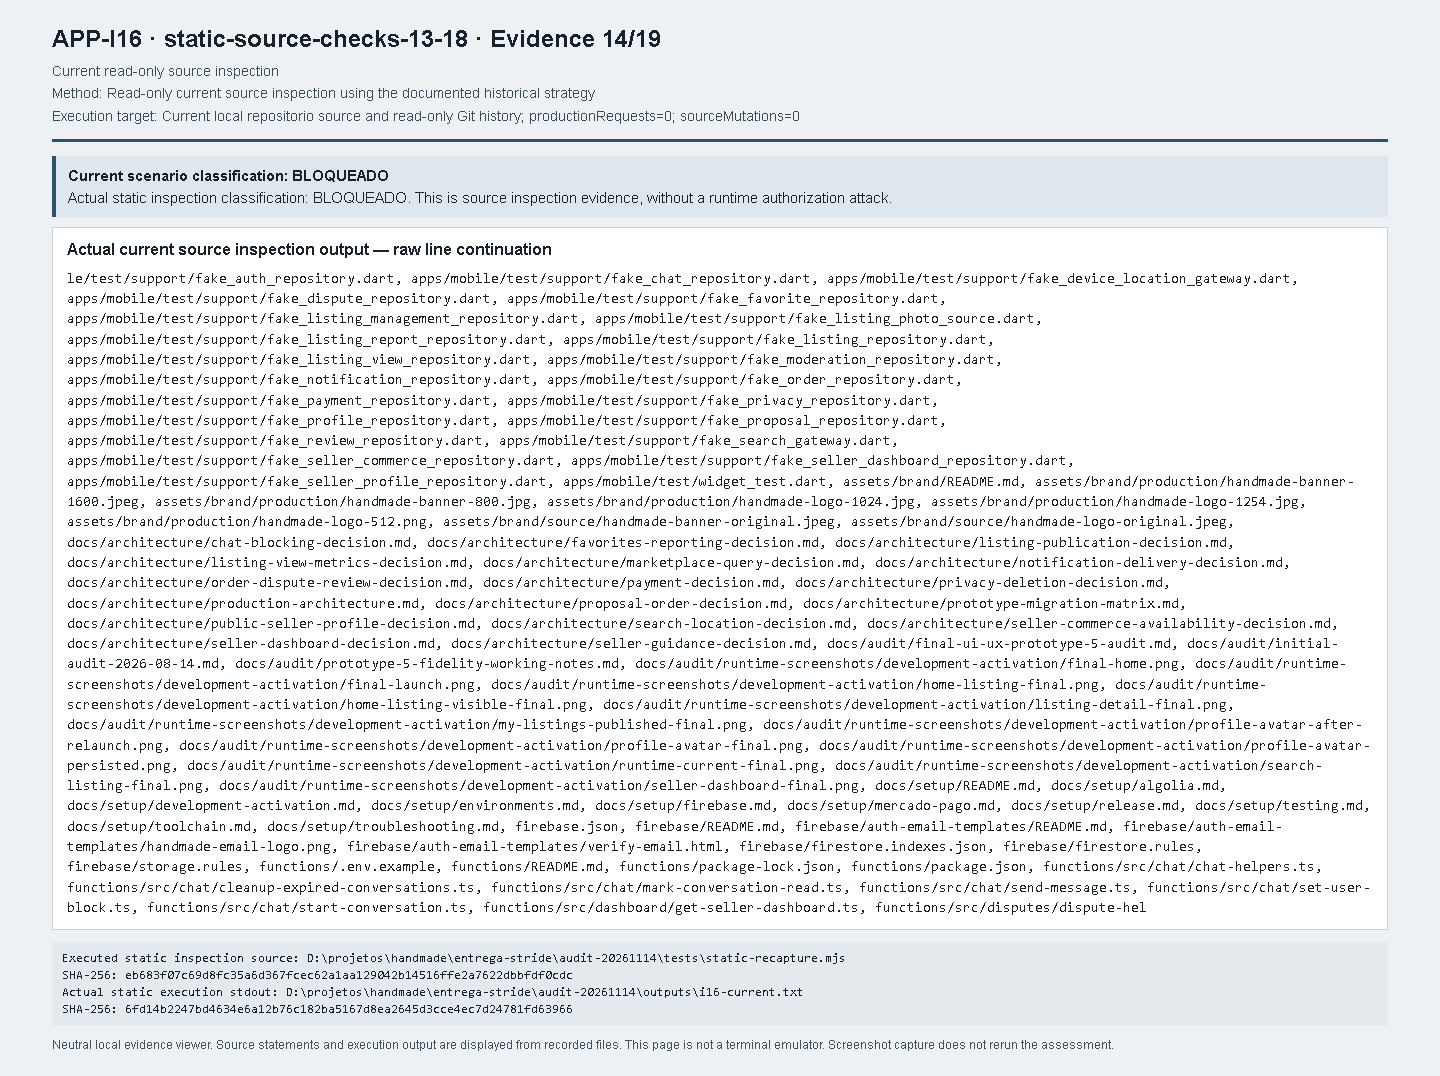 APP-I16 · static-source-checks-13-18 · Evidence 14/19
Current read-only source inspection
Method: Read-only current source inspection using the documented historical strategy
Execution target: Current local repositorio source and read-only Git history; productionRequests=0; sourceMutations=0
Current scenario classification: BLOQUEADO
Actual static inspection classification: BLOQUEADO. This is source inspection evidence, without a runtime authorization attack.
Actual current source inspection output — raw line continuation
le/test/support/fake_auth_repository.dart, apps/mobile/test/support/fake_chat_repository.dart, apps/mobile/test/support/fake_device_location_gateway.dart,
apps/mobile/test/support/fake_dispute_repository.dart, apps/mobile/test/support/fake_favorite_repository.dart,
apps/mobile/test/support/fake_listing_management_repository.dart, apps/mobile/test/support/fake_listing_photo_source.dart,
apps/mobile/test/support/fake_listing_report_repository.dart, apps/mobile/test/support/fake_listing_repository.dart,
apps/mobile/test/support/fake_listing_view_repository.dart, apps/mobile/test/support/fake_moderation_repository.dart,
apps/mobile/test/support/fake_notification_repository.dart, apps/mobile/test/support/fake_order_repository.dart,
apps/mobile/test/support/fake_payment_repository.dart, apps/mobile/test/support/fake_privacy_repository.dart,
apps/mobile/test/support/fake_profile_repository.dart, apps/mobile/test/support/fake_proposal_repository.dart,
apps/mobile/test/support/fake_review_repository.dart, apps/mobile/test/support/fake_search_gateway.dart,
apps/mobile/test/support/fake_seller_commerce_repository.dart, apps/mobile/test/support/fake_seller_dashboard_repository.dart,
apps/mobile/test/support/fake_seller_profile_repository.dart, apps/mobile/test/widget_test.dart, assets/brand/README.md, assets/brand/production/handmade-banner-
1600.jpeg, assets/brand/production/handmade-banner-800.jpg, assets/brand/production/handmade-logo-1024.jpg, assets/brand/production/handmade-logo-1254.jpg,
assets/brand/production/handmade-logo-512.png, assets/brand/source/handmade-banner-original.jpeg, assets/brand/source/handmade-logo-original.jpeg,
docs/architecture/chat-blocking-decision.md, docs/architecture/favorites-reporting-decision.md, docs/architecture/listing-publication-decision.md,
docs/architecture/listing-view-metrics-decision.md, docs/architecture/marketplace-query-decision.md, docs/architecture/notification-delivery-decision.md,
docs/architecture/order-dispute-review-decision.md, docs/architecture/payment-decision.md, docs/architecture/privacy-deletion-decision.md,
docs/architecture/production-architecture.md, docs/architecture/proposal-order-decision.md, docs/architecture/prototype-migration-matrix.md,
docs/architecture/public-seller-profile-decision.md, docs/architecture/search-location-decision.md, docs/architecture/seller-commerce-availability-decision.md,
docs/architecture/seller-dashboard-decision.md, docs/architecture/seller-guidance-decision.md, docs/audit/final-ui-ux-prototype-5-audit.md, docs/audit/initial-
audit-2026-08-14.md, docs/audit/prototype-5-fidelity-working-notes.md, docs/audit/runtime-screenshots/development-activation/final-home.png, docs/audit/runtime-
screenshots/development-activation/final-launch.png, docs/audit/runtime-screenshots/development-activation/home-listing-final.png, docs/audit/runtime-
screenshots/development-activation/home-listing-visible-final.png, docs/audit/runtime-screenshots/development-activation/listing-detail-final.png,
docs/audit/runtime-screenshots/development-activation/my-listings-published-final.png, docs/audit/runtime-screenshots/development-activation/profile-avatar-after-
relaunch.png, docs/audit/runtime-screenshots/development-activation/profile-avatar-final.png, docs/audit/runtime-screenshots/development-activation/profile-avatar-
persisted.png, docs/audit/runtime-screenshots/development-activation/runtime-current-final.png, docs/audit/runtime-screenshots/development-activation/search-
listing-final.png, docs/audit/runtime-screenshots/development-activation/seller-dashboard-final.png, docs/setup/README.md, docs/setup/algolia.md,
docs/setup/development-activation.md, docs/setup/environments.md, docs/setup/firebase.md, docs/setup/mercado-pago.md, docs/setup/release.md, docs/setup/testing.md,
docs/setup/toolchain.md, docs/setup/troubleshooting.md, firebase.json, firebase/README.md, firebase/auth-email-templates/README.md, firebase/auth-email-
templates/handmade-email-logo.png, firebase/auth-email-templates/verify-email.html, firebase/firestore.indexes.json, firebase/firestore.rules,
firebase/storage.rules, functions/.env.example, functions/README.md, functions/package-lock.json, functions/package.json, functions/src/chat/chat-helpers.ts,
functions/src/chat/cleanup-expired-conversations.ts, functions/src/chat/mark-conversation-read.ts, functions/src/chat/send-message.ts, functions/src/chat/set-user-
block.ts, functions/src/chat/start-conversation.ts, functions/src/dashboard/get-seller-dashboard.ts, functions/src/disputes/dispute-hel
Executed static inspection source: D:\projetos\handmade\entrega-stride\audit-20261114\tests\static-recapture.mjs
SHA-256: eb683f07c69d8fc35a6d367fcec62a1aa129042b14516ffe2a7622dbbfdf0cdc
Actual static execution stdout: D:\projetos\handmade\entrega-stride\audit-20261114\outputs\i16-current.txt
SHA-256: 6fd14b2247bd4634e6a12b76c182ba5167d8ea2645d3cce4ec7d24781fd63966
Neutral local evidence viewer. Source statements and execution output are displayed from recorded files. This page is not a terminal emulator. Screenshot capture does not rerun the assessment.